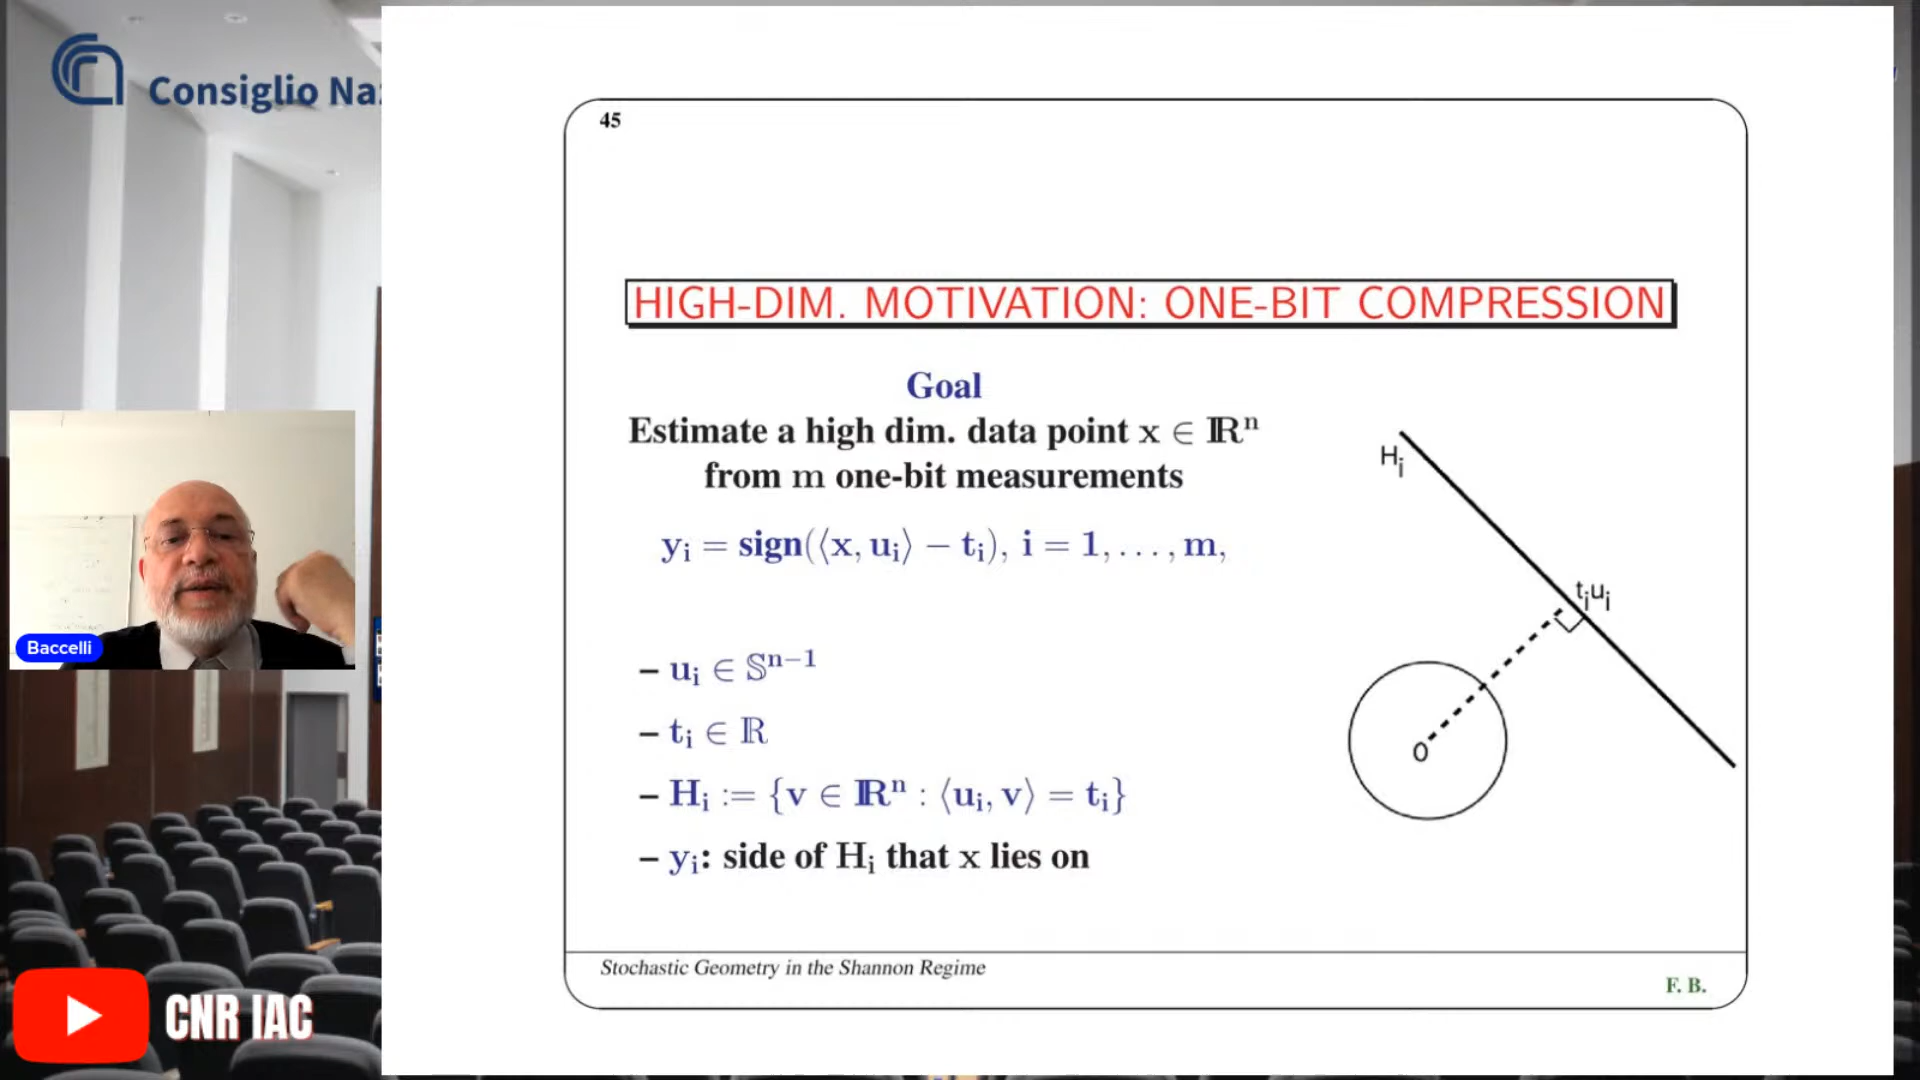 Consiglio Na
45
HIGH-DIM. MOTIVATION: ONE-BIT COMPRESSION
Goal
Estimate a high dim. data point x ∈ ℝⁿ
from m one-bit measurements
yᵢ = sign(⟨x, uᵢ⟩ − tᵢ), i = 1, . . . , m,
– uᵢ ∈ 𝕊ⁿ⁻¹
– tᵢ ∈ ℝ
– Hᵢ := {v ∈ ℝⁿ : ⟨uᵢ, v⟩ = tᵢ}
– yᵢ: side of Hᵢ that x lies on
Hᵢ
tᵢuᵢ
0
Stochastic Geometry in the Shannon Regime
F. B.
Baccelli
CNR IAC